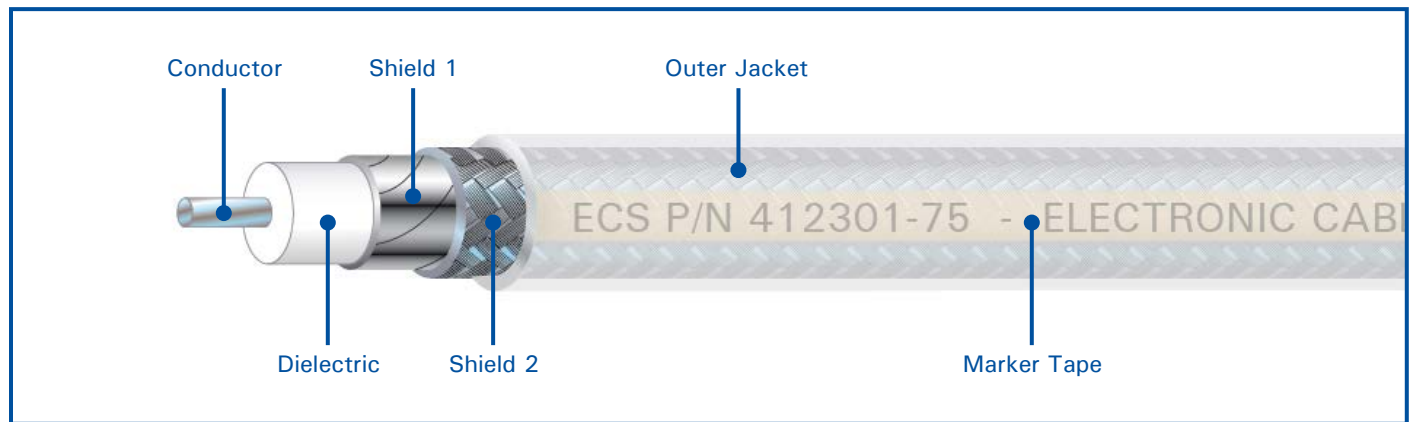 Conductor Shield 1 Outer Jacket
ECS P/N 412301-75 - ELECTRONIC CAB
Dielectric Shield 2 Marker Tape